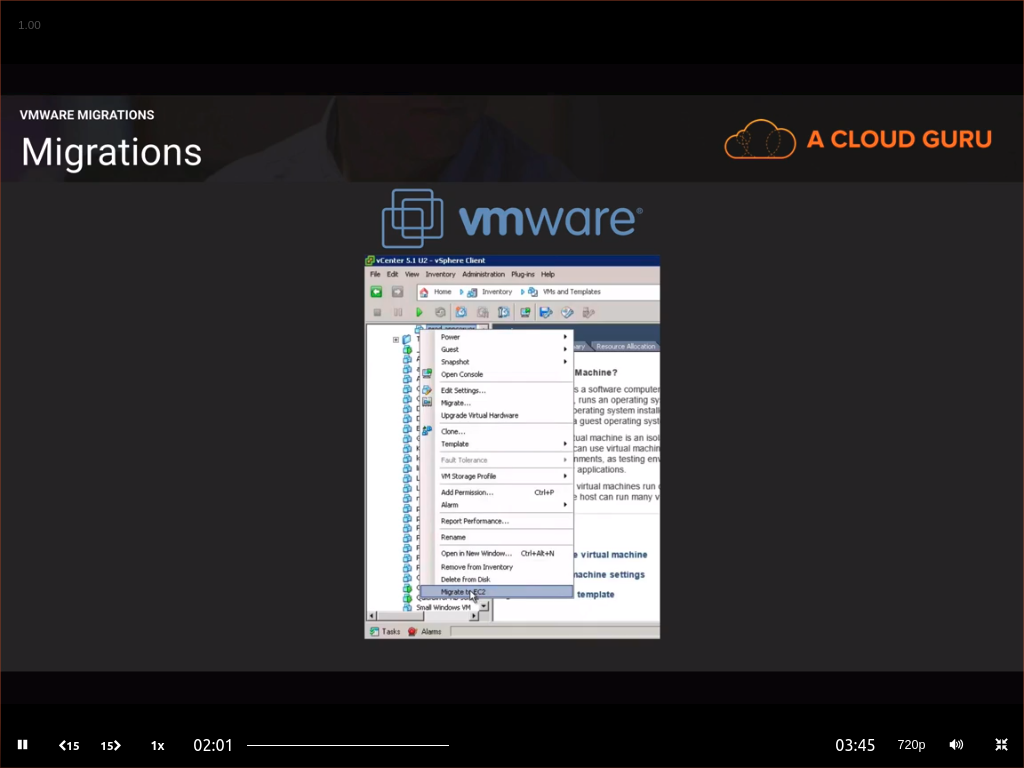 1.00
VMWARE MIGRATIONS
Migrations
A CLOUD GURU
vmware®
vCenter 5.1 U2 - vSphere Client
File Edit View Inventory Administration Plug-ins Help
Home Inventory VMs and Templates
Power
Guest
Resource Allocation
Snapshot
Open Console
Machine?
Edit Settings...
s a software computer
Migrate...
, runs an operating sy
Upgrade Virtual Hardware
perating system install
a guest operating syst
Clone...
Template
ual machine is an isol
can use virtual machin
Fault Tolerance
nments, as testing env
applications.
VM Storage Profile
virtual machines run
Add Permission... Ctrl+P
e host can run many v
Alarm
Report Performance...
Rename
Open in New Window... Ctrl+Alt+N
e virtual machine
Remove from Inventory
Delete from Disk
machine settings
Migrate to EC2
template
Small Windows VM
Tasks Alarms
15 15 1x 02:01 03:45 720p